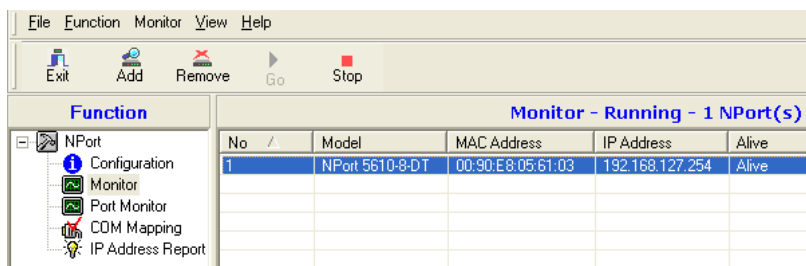 File Function Monitor View Help
Exit Add Remove Go Stop
Function
Monitor - Running - 1 NPort(s)
NPort
Configuration
Monitor
Port Monitor
COM Mapping
IP Address Report
No Model MAC Address IP Address Alive
1 NPort 5610-8-DT 00:90:E8:05:61:03 192.168.127.254 Alive